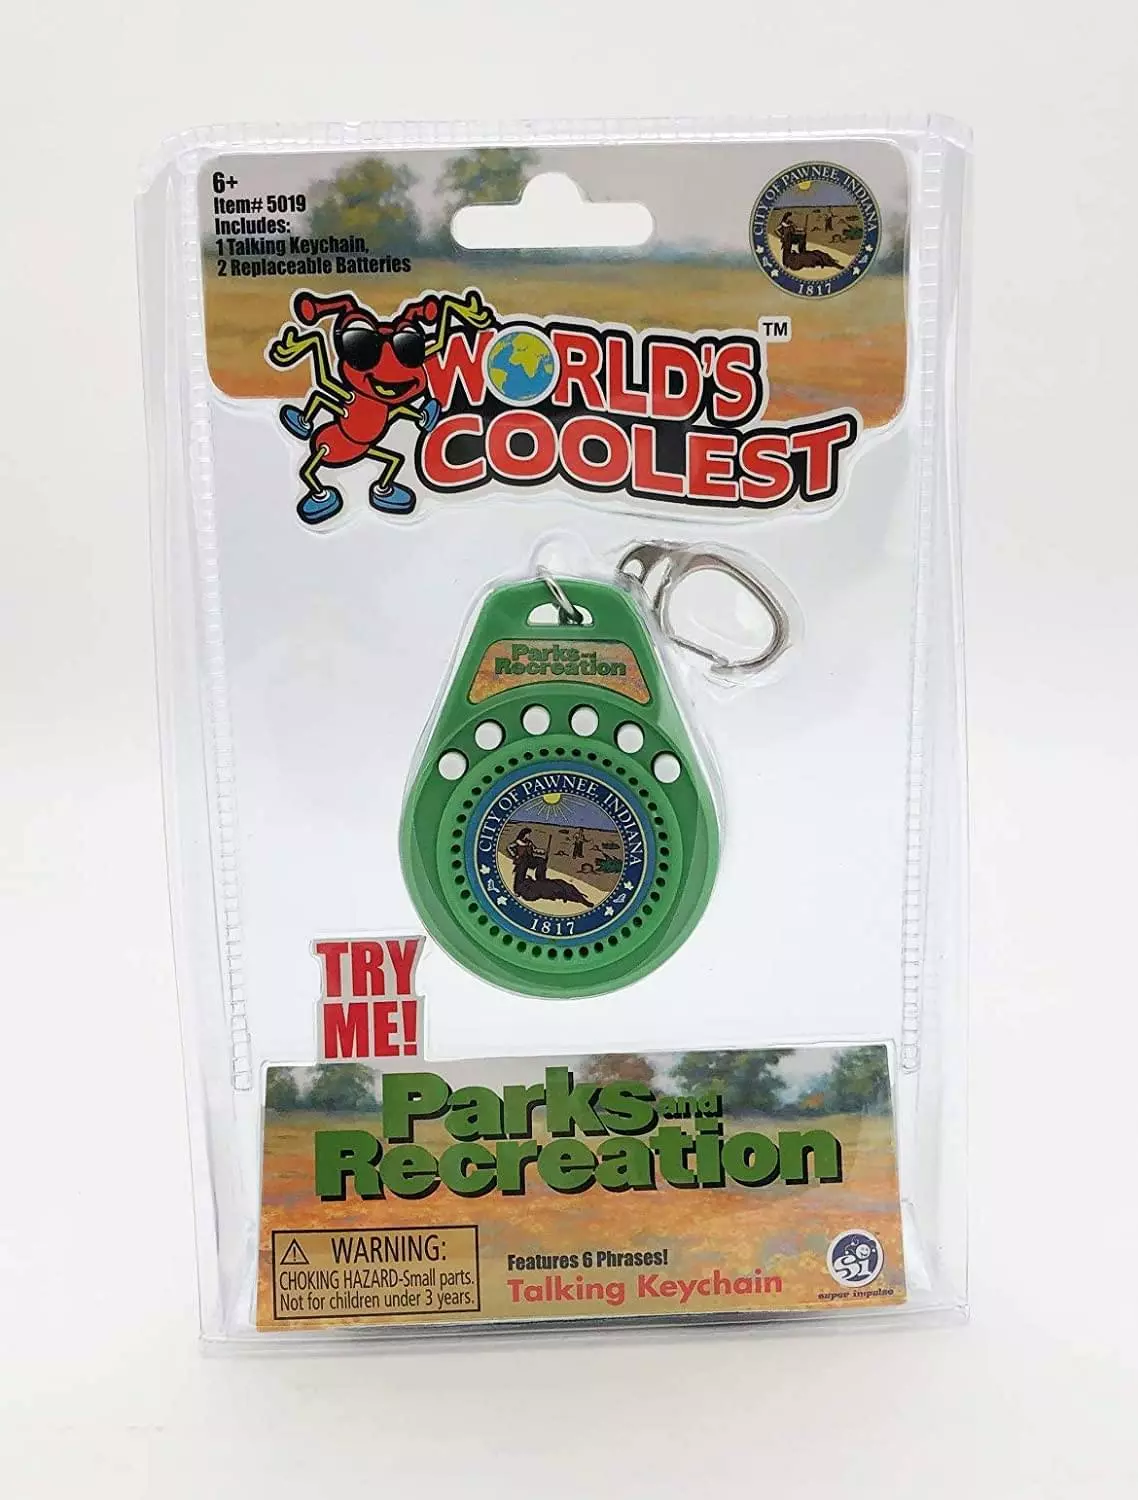 6+
Item# 5019
Includes:
1 Talking Keychain,
2 Replaceable Batteries
CITY OF PAWNEE, INDIANA
1817
WORLD'S™
COOLEST
Parks and
Recreation
CITY OF PAWNEE, INDIANA
1817
TRY
ME!
Parks and
Recreation
WARNING:
CHOKING HAZARD-Small parts.
Not for children under 3 years.
Features 6 Phrases!
Talking Keychain
super impulse